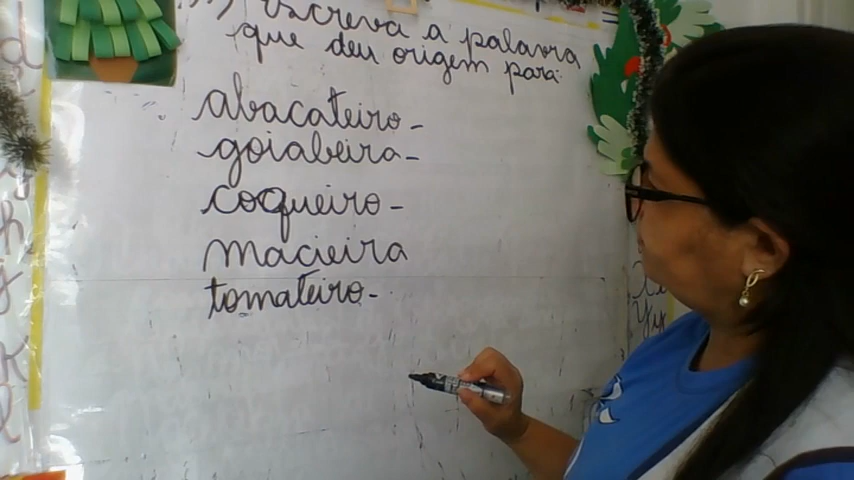 escreva a palavra
que deu origem para:
abacateiro-
goiabeira-
coqueiro-
macieira
tomateiro-